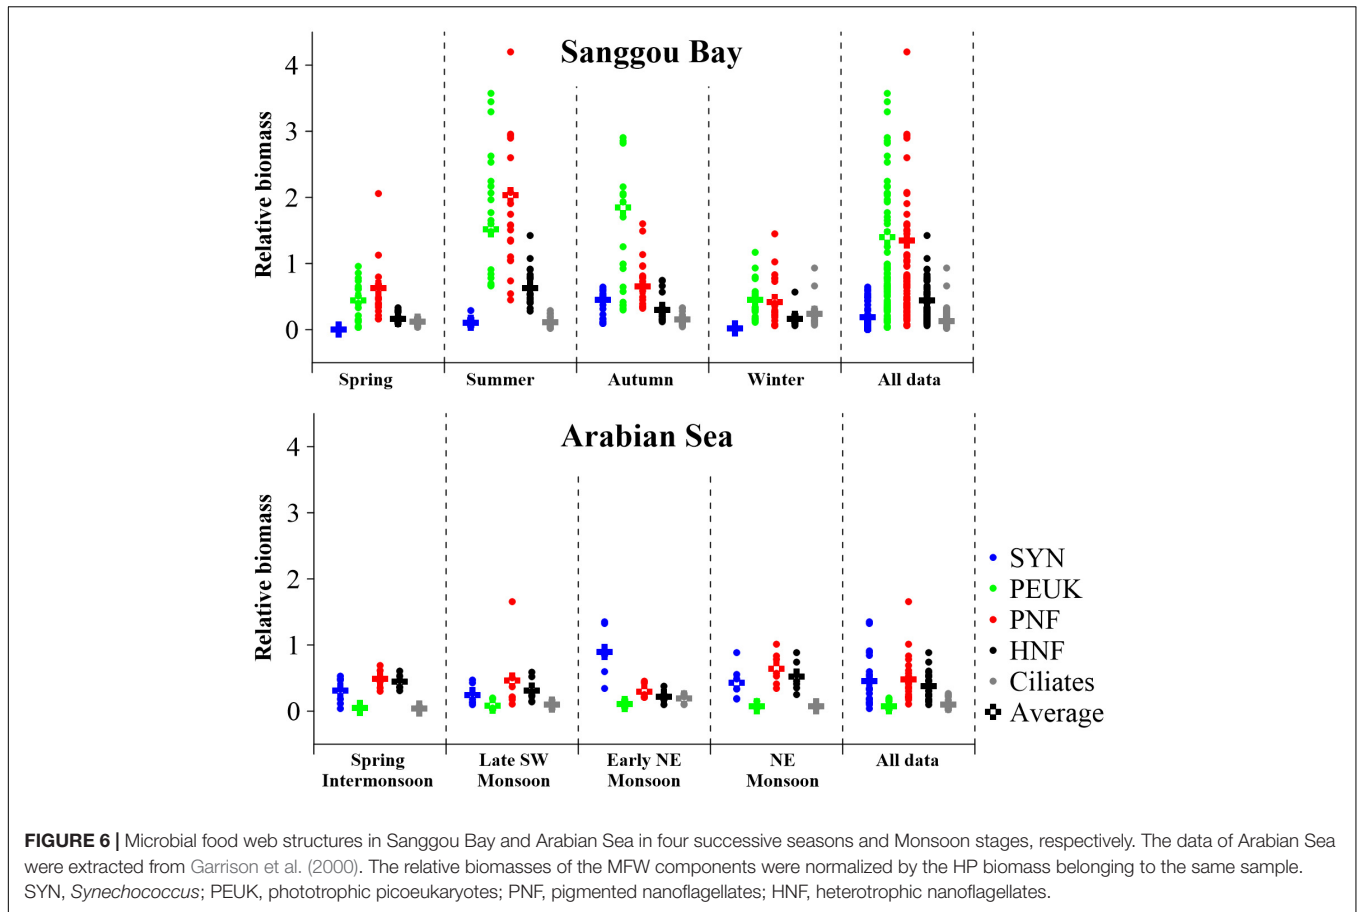 Sanggou Bay
Relative biomass
4
3
2
1
0
Spring
Summer
Autumn
Winter
All data
Arabian Sea
Relative biomass
4
3
2
1
0
Spring
Intermonsoon
Late SW
Monsoon
Early NE
Monsoon
NE
Monsoon
All data
SYN
PEUK
PNF
HNF
Ciliates
Average
FIGURE 6 | Microbial food web structures in Sanggou Bay and Arabian Sea in four successive seasons and Monsoon stages, respectively. The data of Arabian Sea
were extracted from Garrison et al. (2000). The relative biomasses of the MFW components were normalized by the HP biomass belonging to the same sample.
SYN, Synechococcus; PEUK, phototrophic picoeukaryotes; PNF, pigmented nanoflagellates; HNF, heterotrophic nanoflagellates.